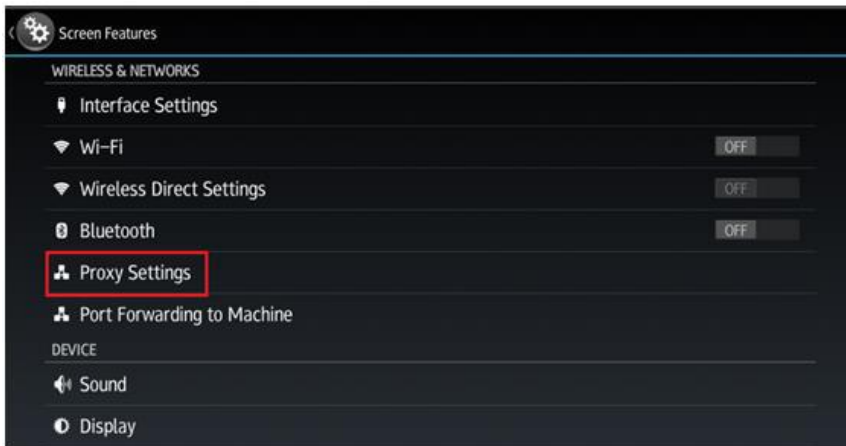 Screen Features
WIRELESS & NETWORKS
Interface Settings
Wi-Fi
OFF
Wireless Direct Settings
OFF
Bluetooth
OFF
Proxy Settings
Port Forwarding to Machine
DEVICE
Sound
Display